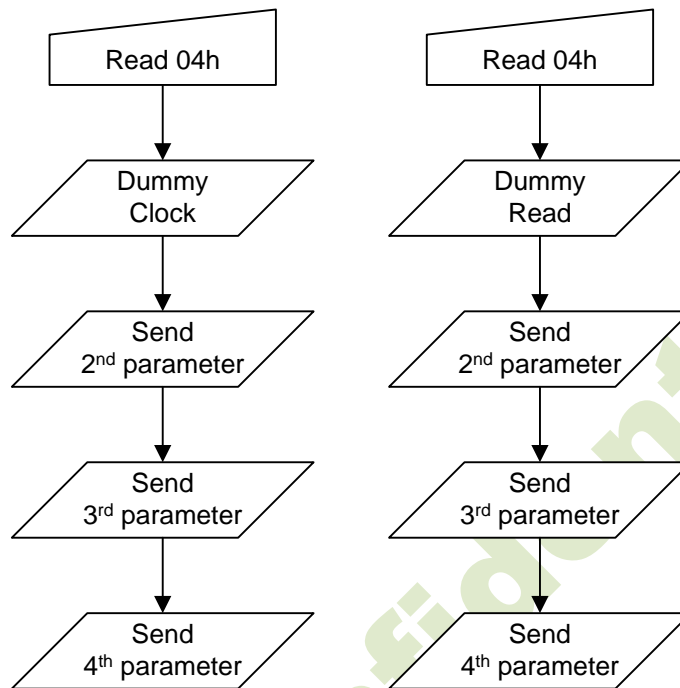 Read 04h
Dummy
Clock
Send
2nd parameter
Send
3rd parameter
Send
4th parameter
Read 04h
Dummy
Read
Send
2nd parameter
Send
3rd parameter
Send
4th parameter
fident